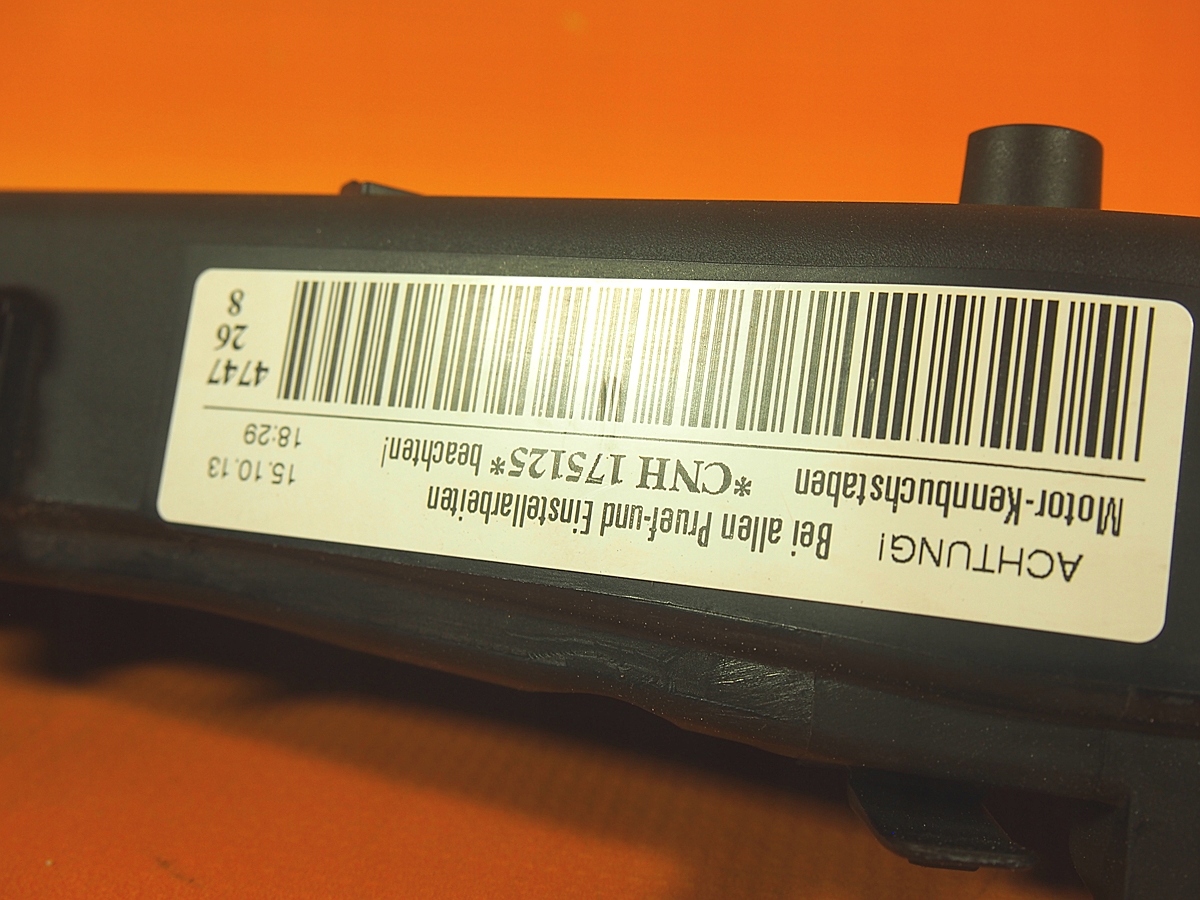 ACHTUNG! Bei allen Pruef-und Einstellarbeiten
Motor-Kennbuchstaben *CNH 175125* beachten!
15.10.13
18:29
4747
26
8